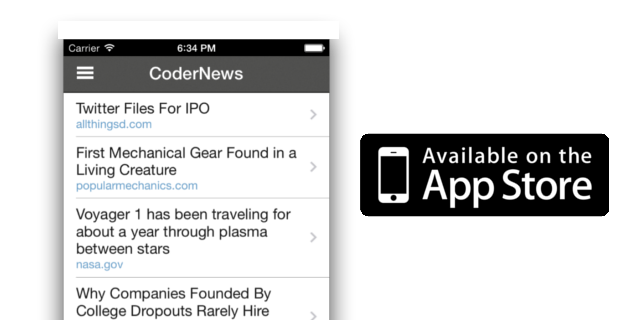 Carrier 6:34 PM
CoderNews
Twitter Files For IPO
allthingsd.com
First Mechanical Gear Found in a
Living Creature
popularmechanics.com
Voyager 1 has been traveling for
about a year through plasma
between stars
nasa.gov
Why Companies Founded By
College Dropouts Rarely Hire
Available on the
App Store